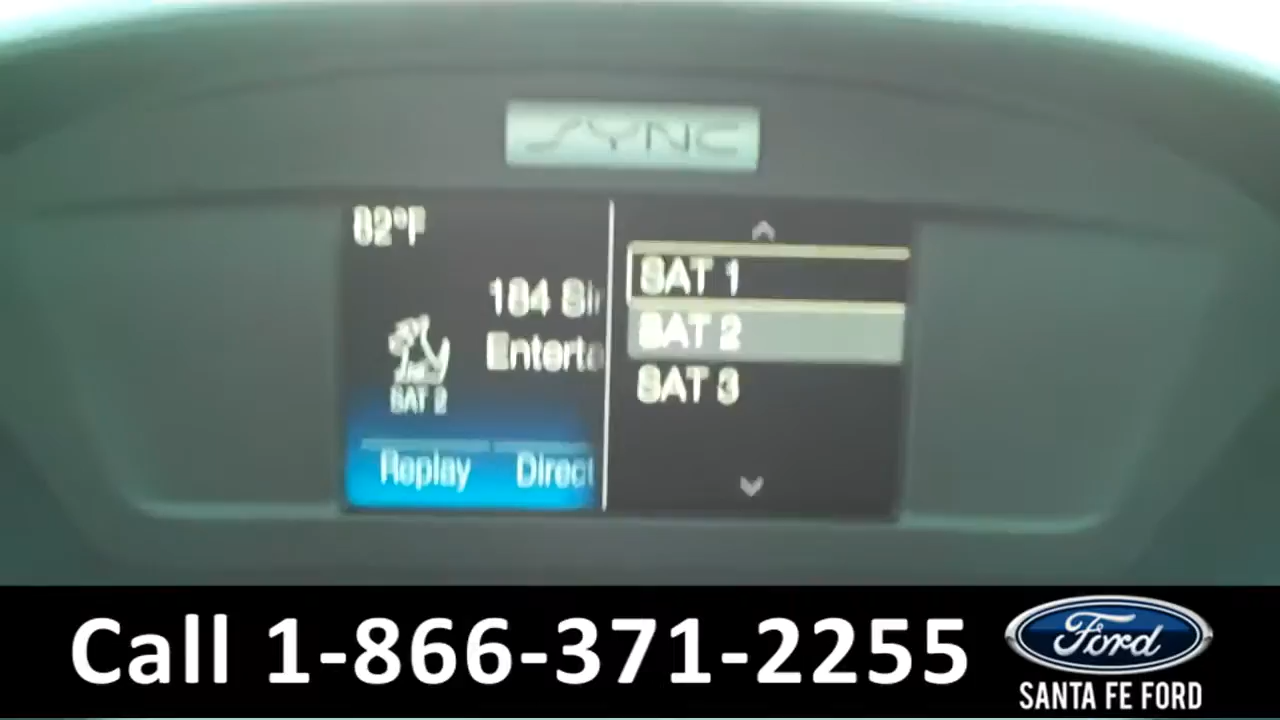 SYNC
82°F
184 Sir
Enterta
SAT 2
Replay Direct
SAT 1
SAT 2
SAT 3
Call 1-866-371-2255
Ford
SANTA FE FORD